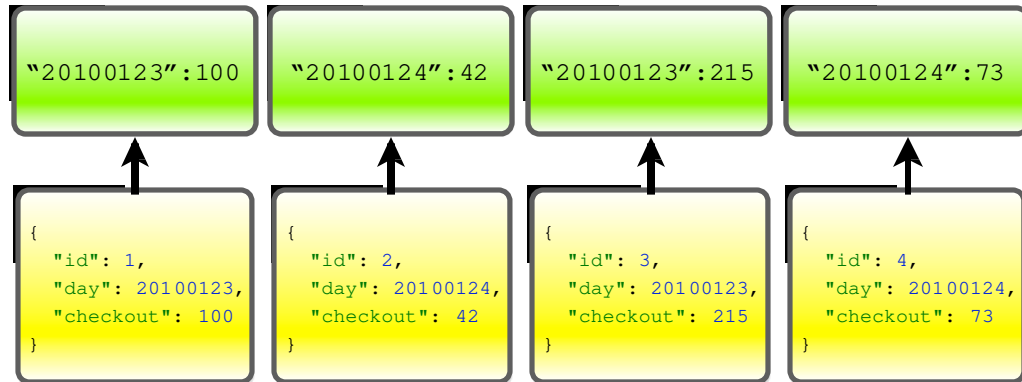 “20100123”:100
“20100124”:42
“20100123”:215
“20100124”:73
{
"id": 1,
"day": 20100123,
"checkout": 100
}
{
"id": 2,
"day": 20100124,
"checkout": 42
}
{
"id": 3,
"day": 20100123,
"checkout": 215
}
{
"id": 4,
"day": 20100124,
"checkout": 73
}